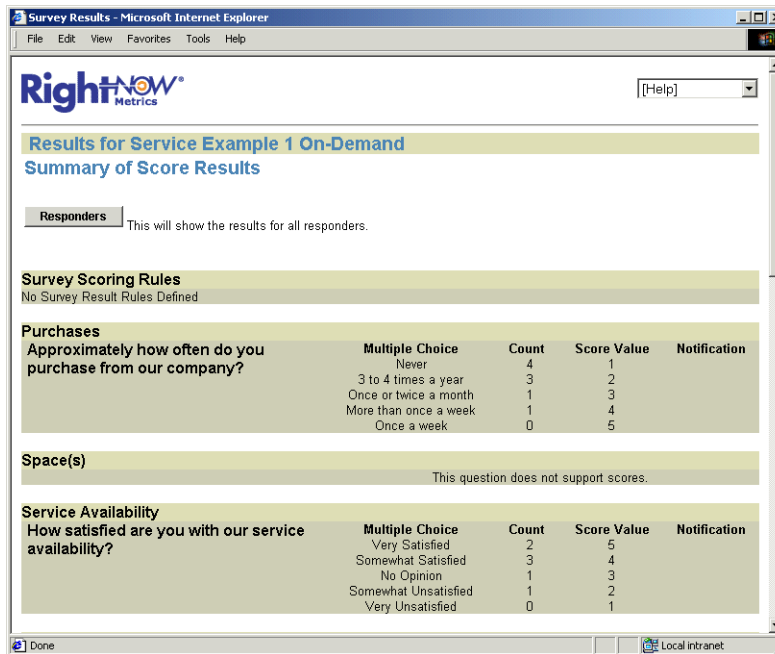 Survey Results - Microsoft Internet Explorer
File Edit View Favorites Tools Help
RightNOW®
Metrics
[Help]
Results for Service Example 1 On-Demand
Summary of Score Results
Responders This will show the results for all responders.
Survey Scoring Rules
No Survey Result Rules Defined
Purchases
Approximately how often do you purchase from our company?
Multiple Choice Count Score Value Notification
Never 4 1
3 to 4 times a year 3 2
Once or twice a month 1 3
More than once a week 1 4
Once a week 0 5
Space(s)
This question does not support scores.
Service Availability
How satisfied are you with our service availability?
Multiple Choice Count Score Value Notification
Very Satisfied 2 5
Somewhat Satisfied 3 4
No Opinion 1 3
Somewhat Unsatisfied 1 2
Very Unsatisfied 0 1
Done
Local intranet